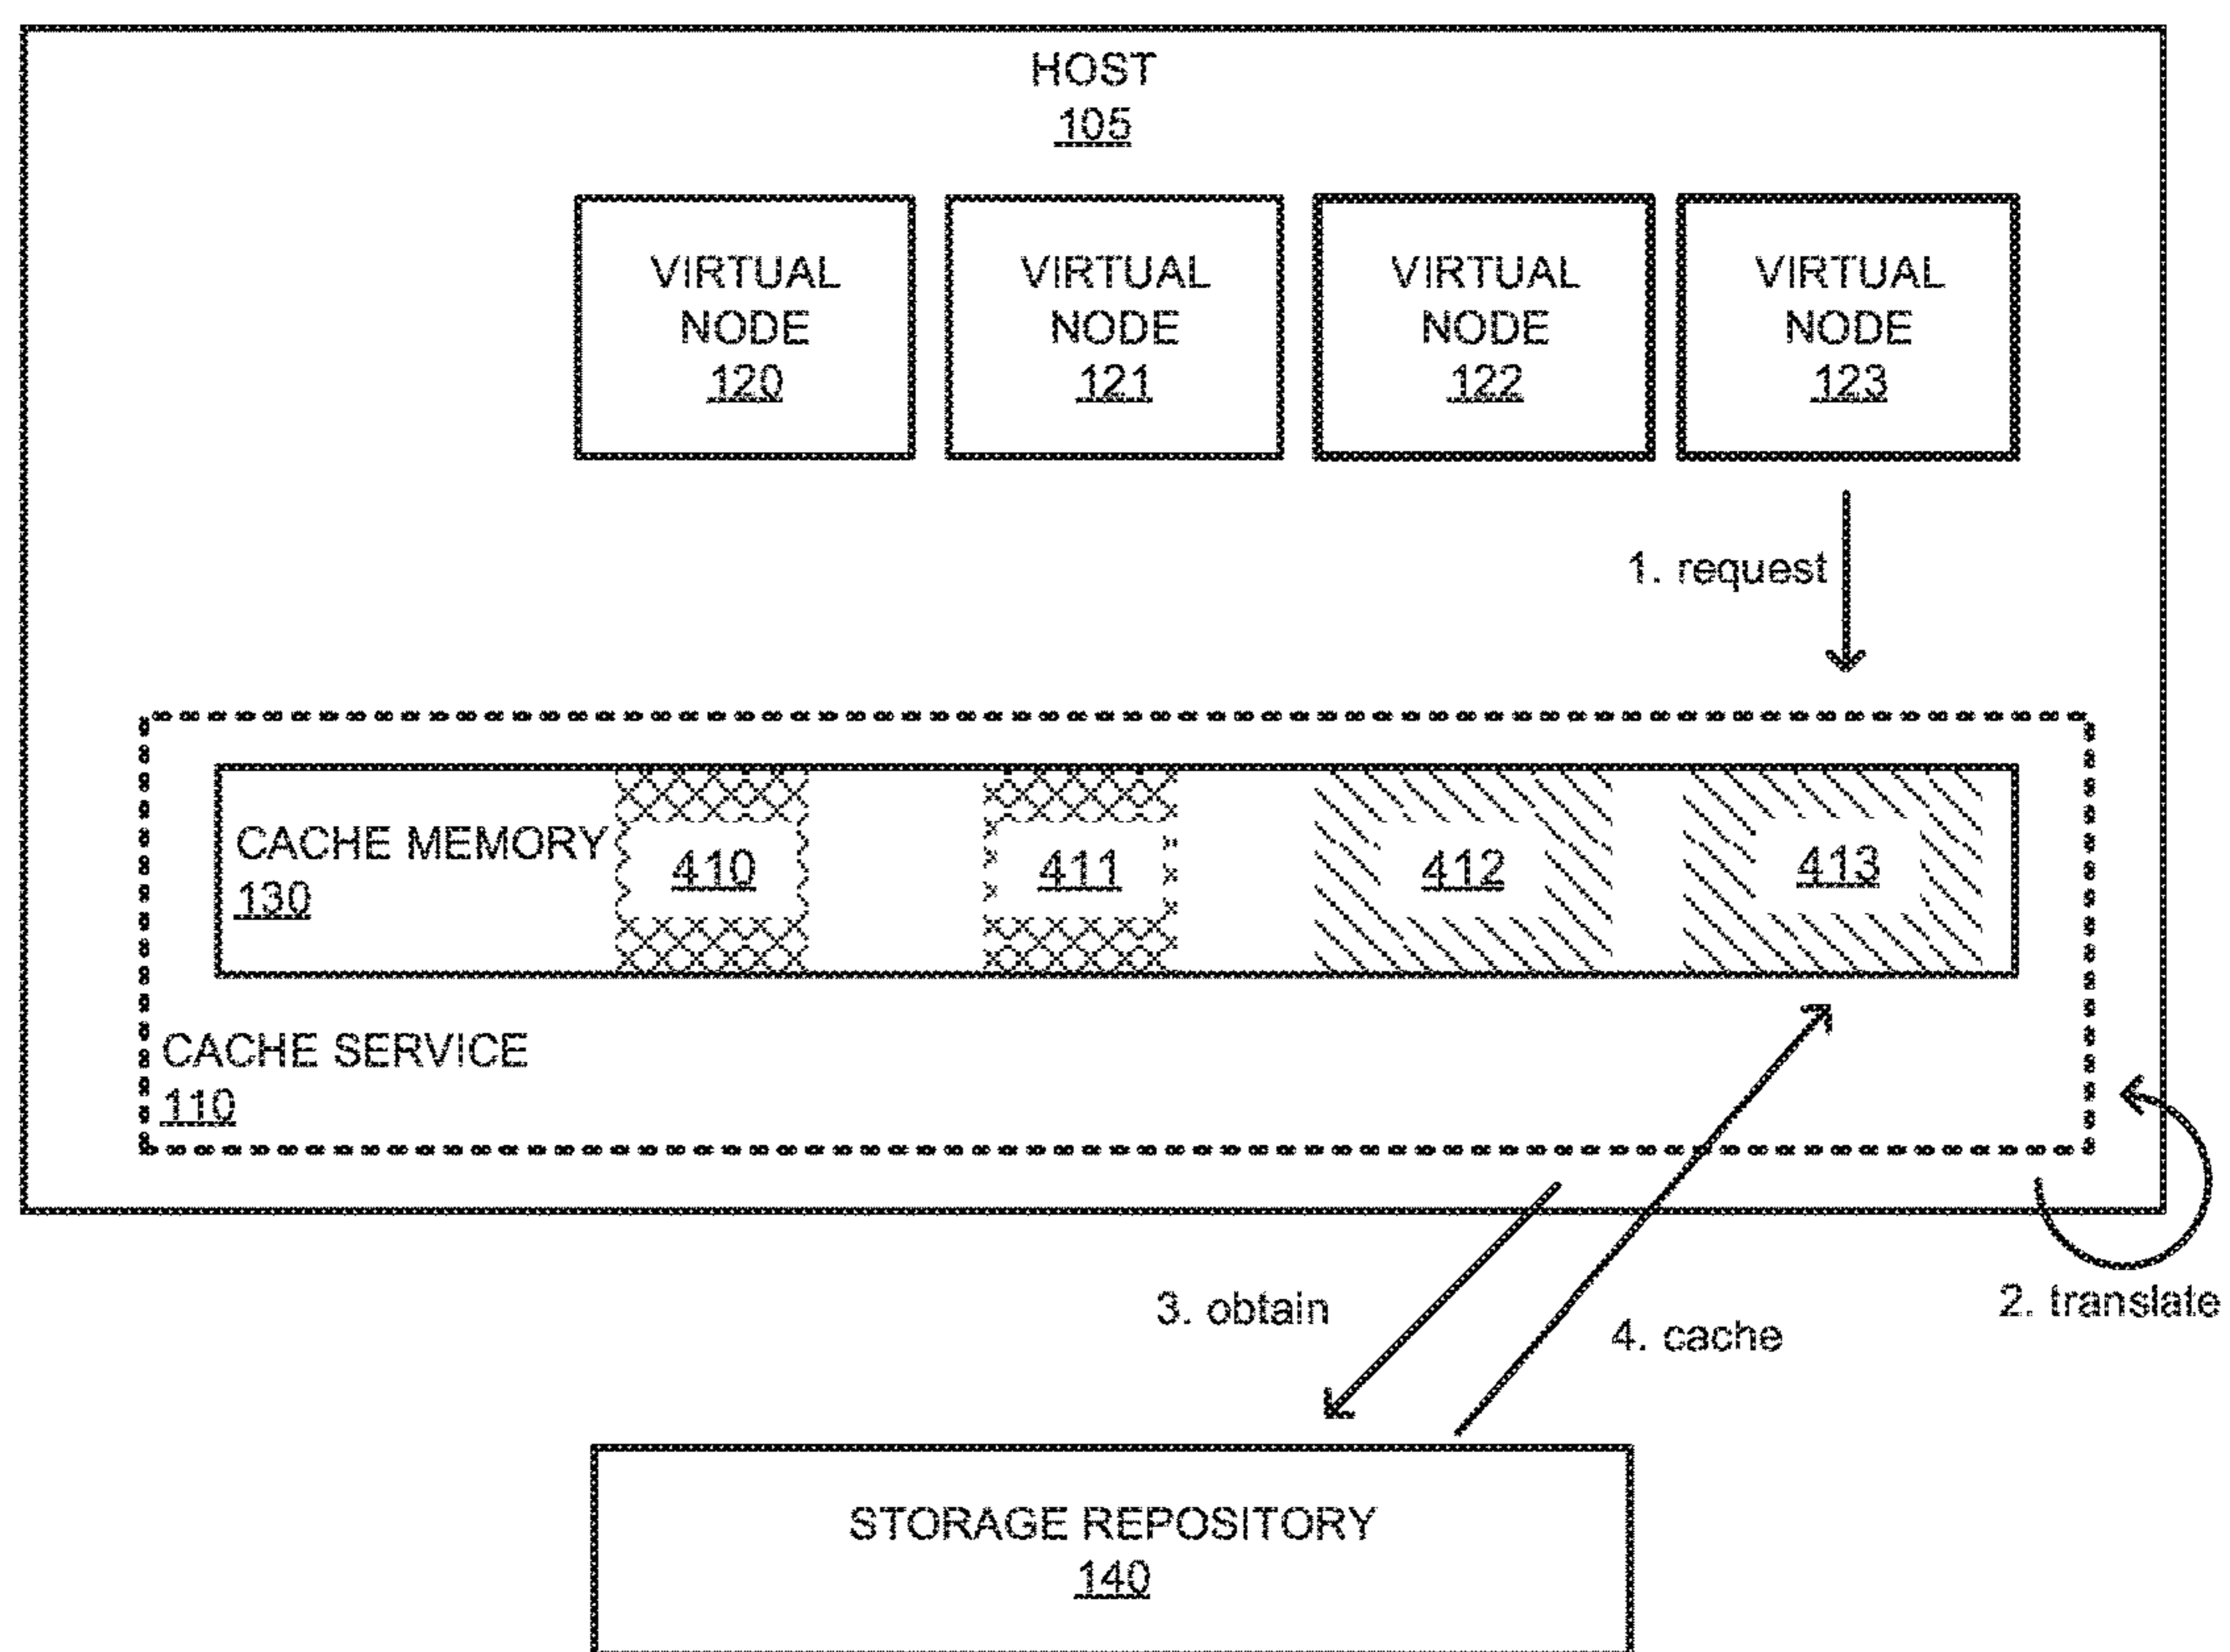 HOST
105
VIRTUAL
NODE
120
VIRTUAL
NODE
121
VIRTUAL
NODE
122
VIRTUAL
NODE
123
1. request
CACHE MEMORY
130
410
411
412
413
CACHE SERVICE
110
2. translate
3. obtain
4. cache
STORAGE REPOSITORY
140